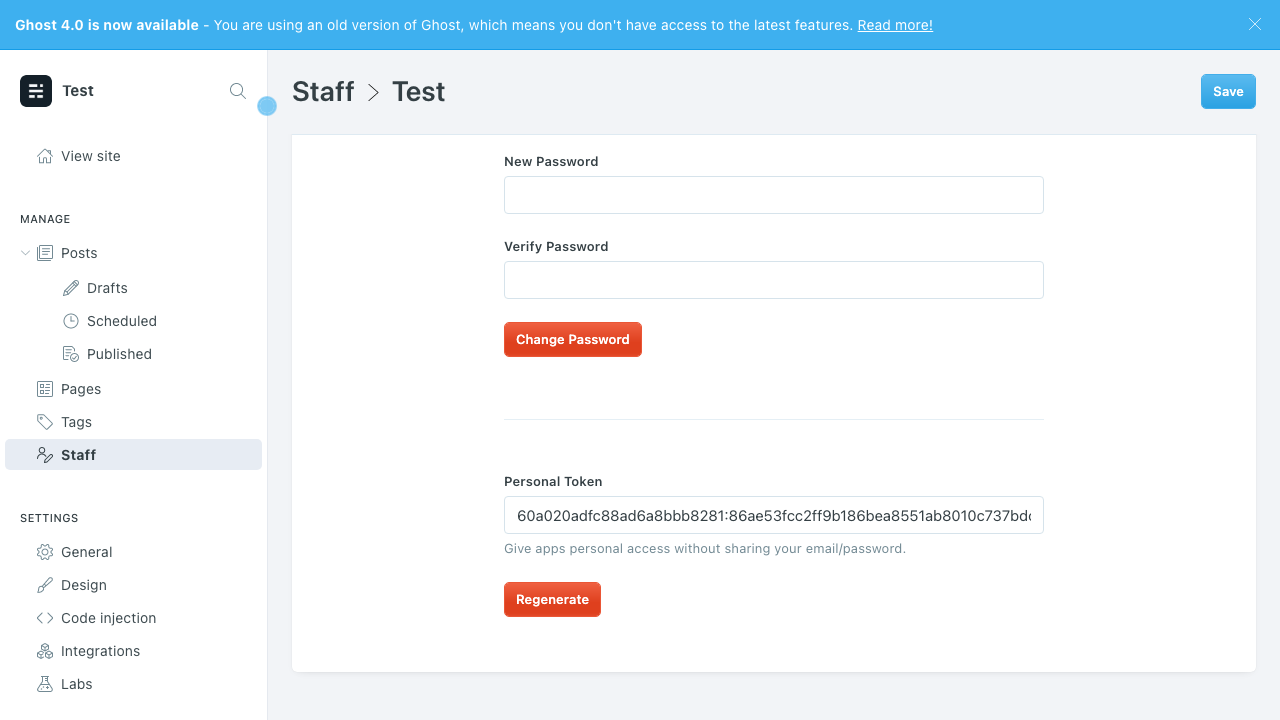 Ghost 4.0 is now available - You are using an old version of Ghost, which means you don't have access to the latest features. Read more!
Test
View site
MANAGE
Posts
Drafts
Scheduled
Published
Pages
Tags
Staff
SETTINGS
General
Design
Code injection
Integrations
Labs
Staff > Test
Save
New Password
Verify Password
Change Password
Personal Token
60a020adfc88ad6a8bbb8281:86ae53fcc2ff9b186bea8551ab8010c737bdc
Give apps personal access without sharing your email/password.
Regenerate